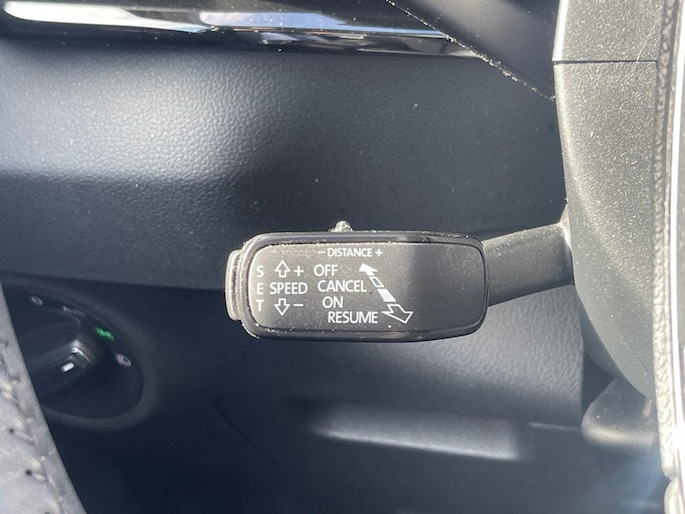 – DISTANCE +
S + OFF
E SPEED CANCEL
T – ON
RESUME